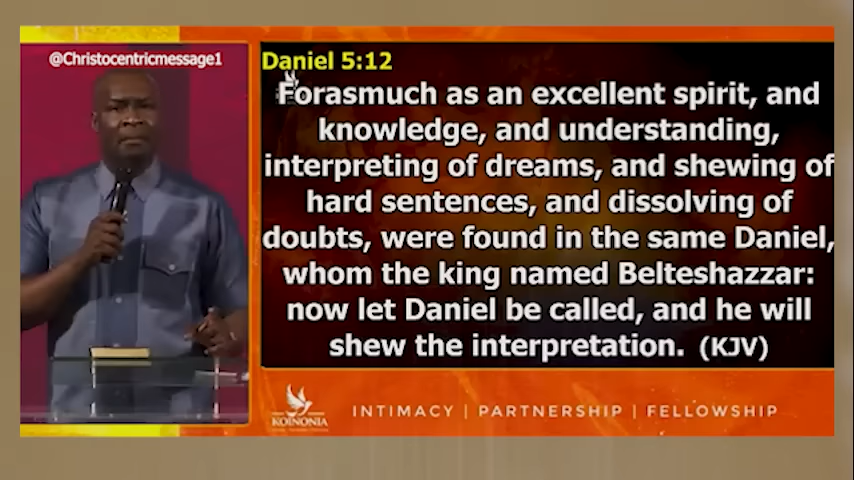 @Christocentricmessage1
Daniel 5:12
Forasmuch as an excellent spirit, and
knowledge, and understanding,
interpreting of dreams, and shewing of
hard sentences, and dissolving of
doubts, were found in the same Daniel,
whom the king named Belteshazzar:
now let Daniel be called, and he will
shew the interpretation. (KJV)
KOINONIA
INTIMACY | PARTNERSHIP | FELLOWSHIP